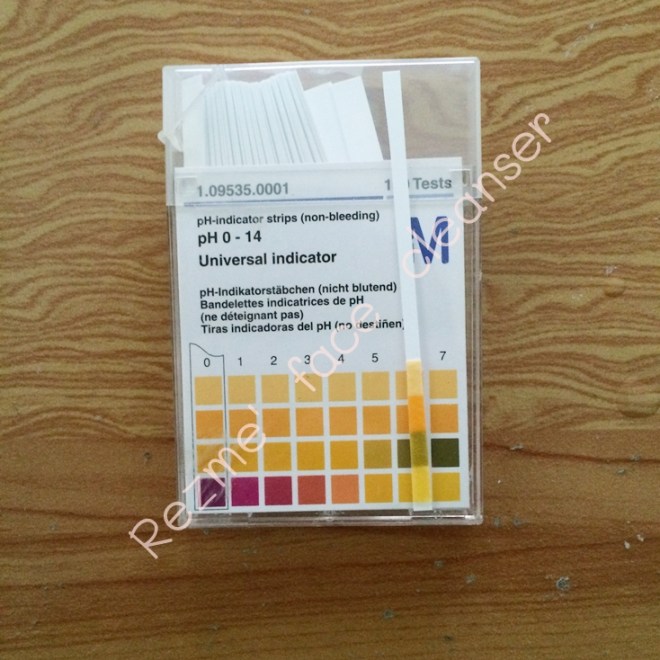 1.09535.0001
Tests
pH-indicator strips (non-bleeding)
pH 0 - 14
M
Universal indicator
pH-Indikatorstäbchen (nicht blutend)
Bandelettes indicatrices de pH
(ne déteignant pas)
Tiras indicadoras del pH (no destiñen)
0 1 2 3 4 5 7
Rezme' face cleanser